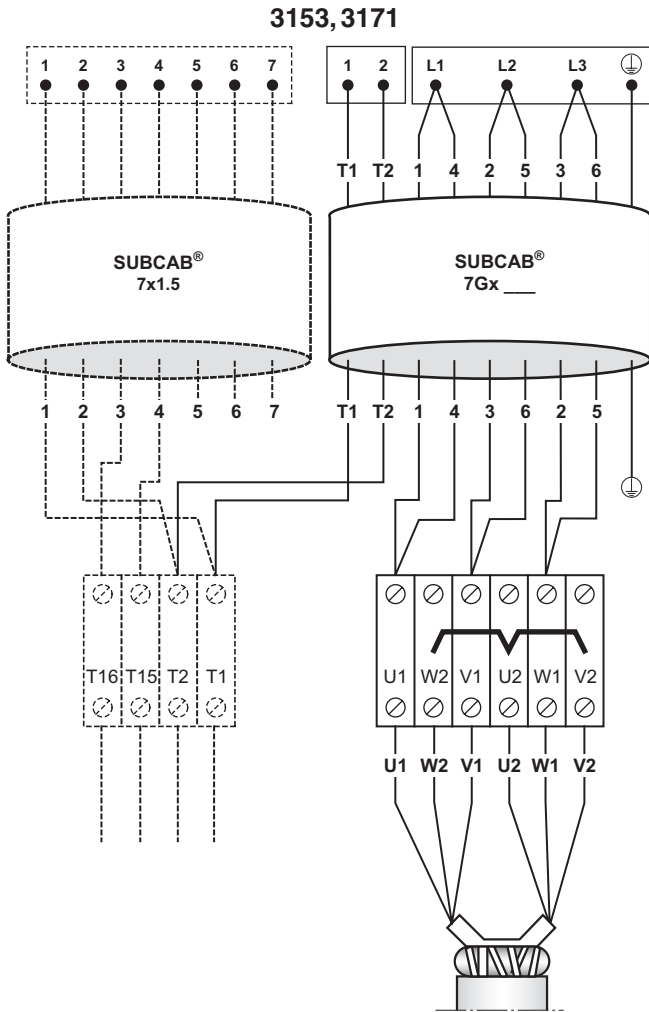 3153, 3171
1 2 3 4 5 6 7 1 2 L1 L2 L3
T1 T2 1 4 2 5 3 6
SUBCAB® SUBCAB®
7x1.5 7Gx ___
1 2 3 4 5 6 7 T1 T2 1 4 3 6 2 5
T16 T15 T2 T1 U1 W2 V1 U2 W1 V2
U1 W2 V1 U2 W1 V2